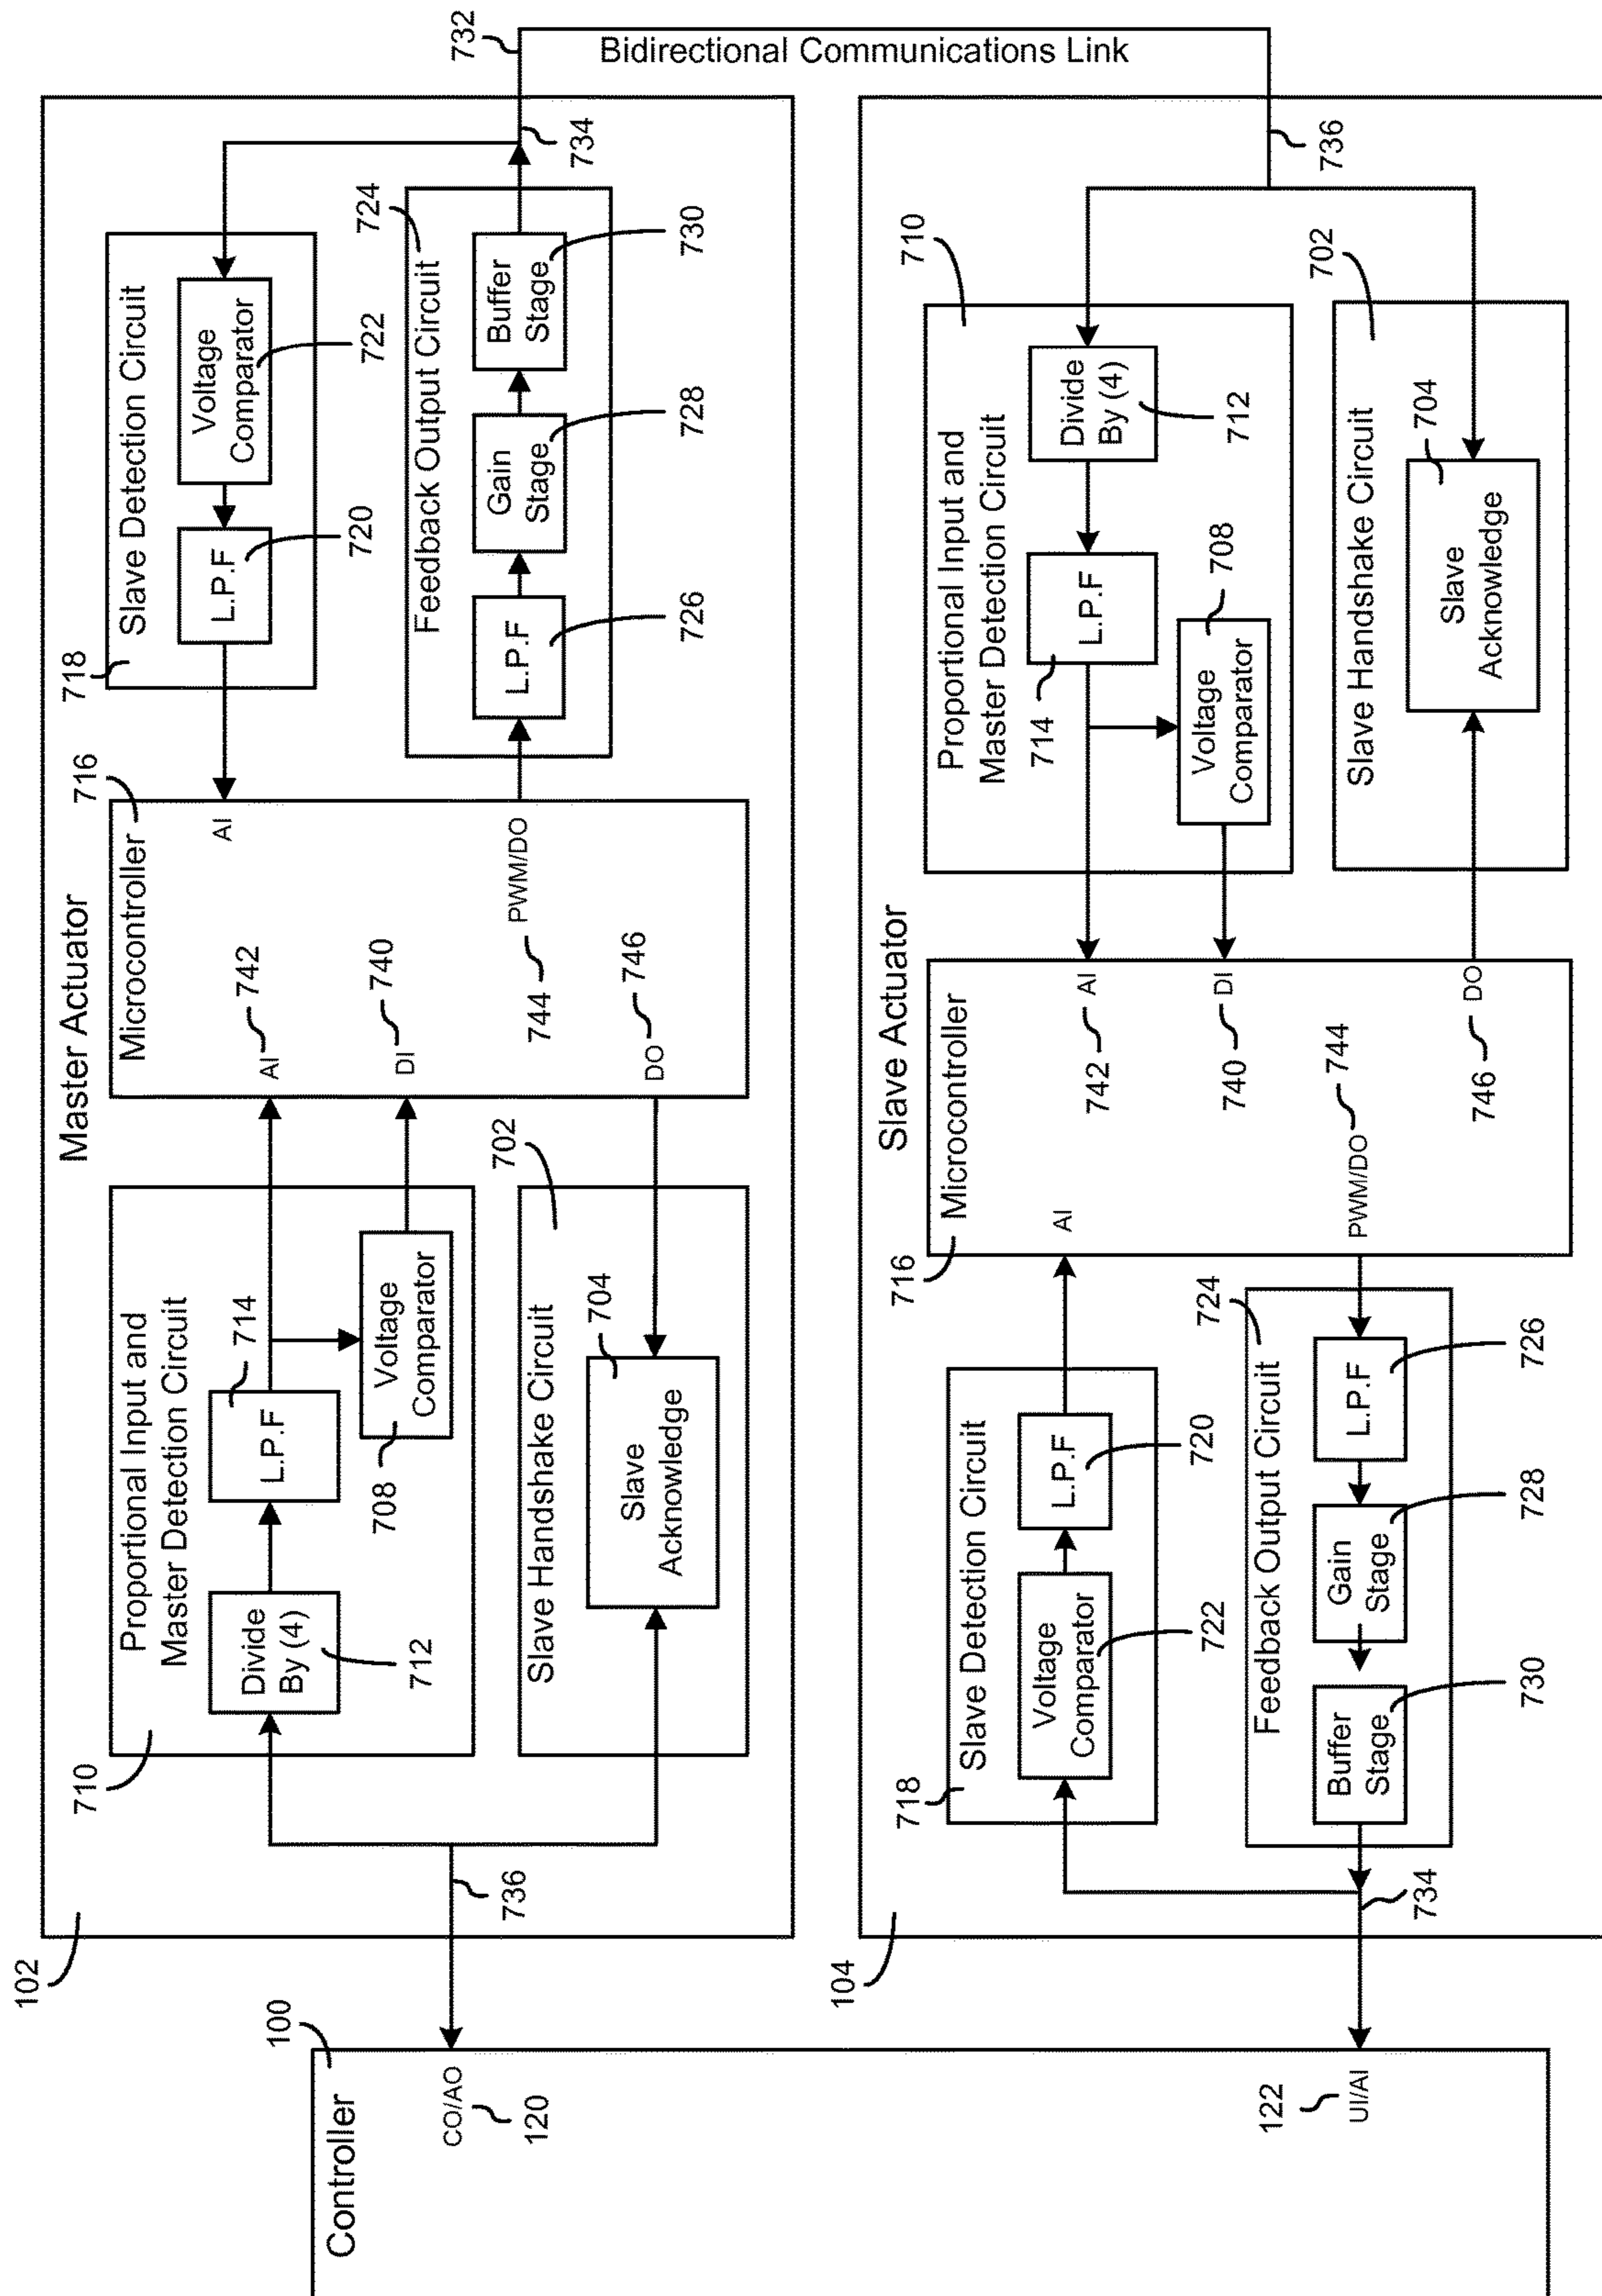 Controller
100
CO/AO
120
122
UI/AI
102
Master Actuator
710
Proportional Input and
Master Detection Circuit
Divide
By (4)
712
L.P.F
714
Voltage
Comparator
708
736
Slave Handshake Circuit
702
Slave
Acknowledge
704
Microcontroller
716
AI
742
DI
740
PWM/DO
744
DO
746
AI
718
Slave Detection Circuit
L.P.F
720
Voltage
Comparator
722
Feedback Output Circuit
724
L.P.F
726
Gain
Stage
728
Buffer
Stage
730
734
732
Bidirectional Communications Link
104
Slave Actuator
718
Slave Detection Circuit
Voltage
Comparator
722
L.P.F
720
Feedback Output Circuit
724
Buffer
Stage
730
Gain
Stage
728
L.P.F
726
734
716
Microcontroller
AI
PWM/DO
744
742
AI
740
DI
746
DO
Proportional Input and
Master Detection Circuit
710
L.P.F
714
Divide
By (4)
712
Voltage
Comparator
708
Slave Handshake Circuit
702
Slave
Acknowledge
704
736